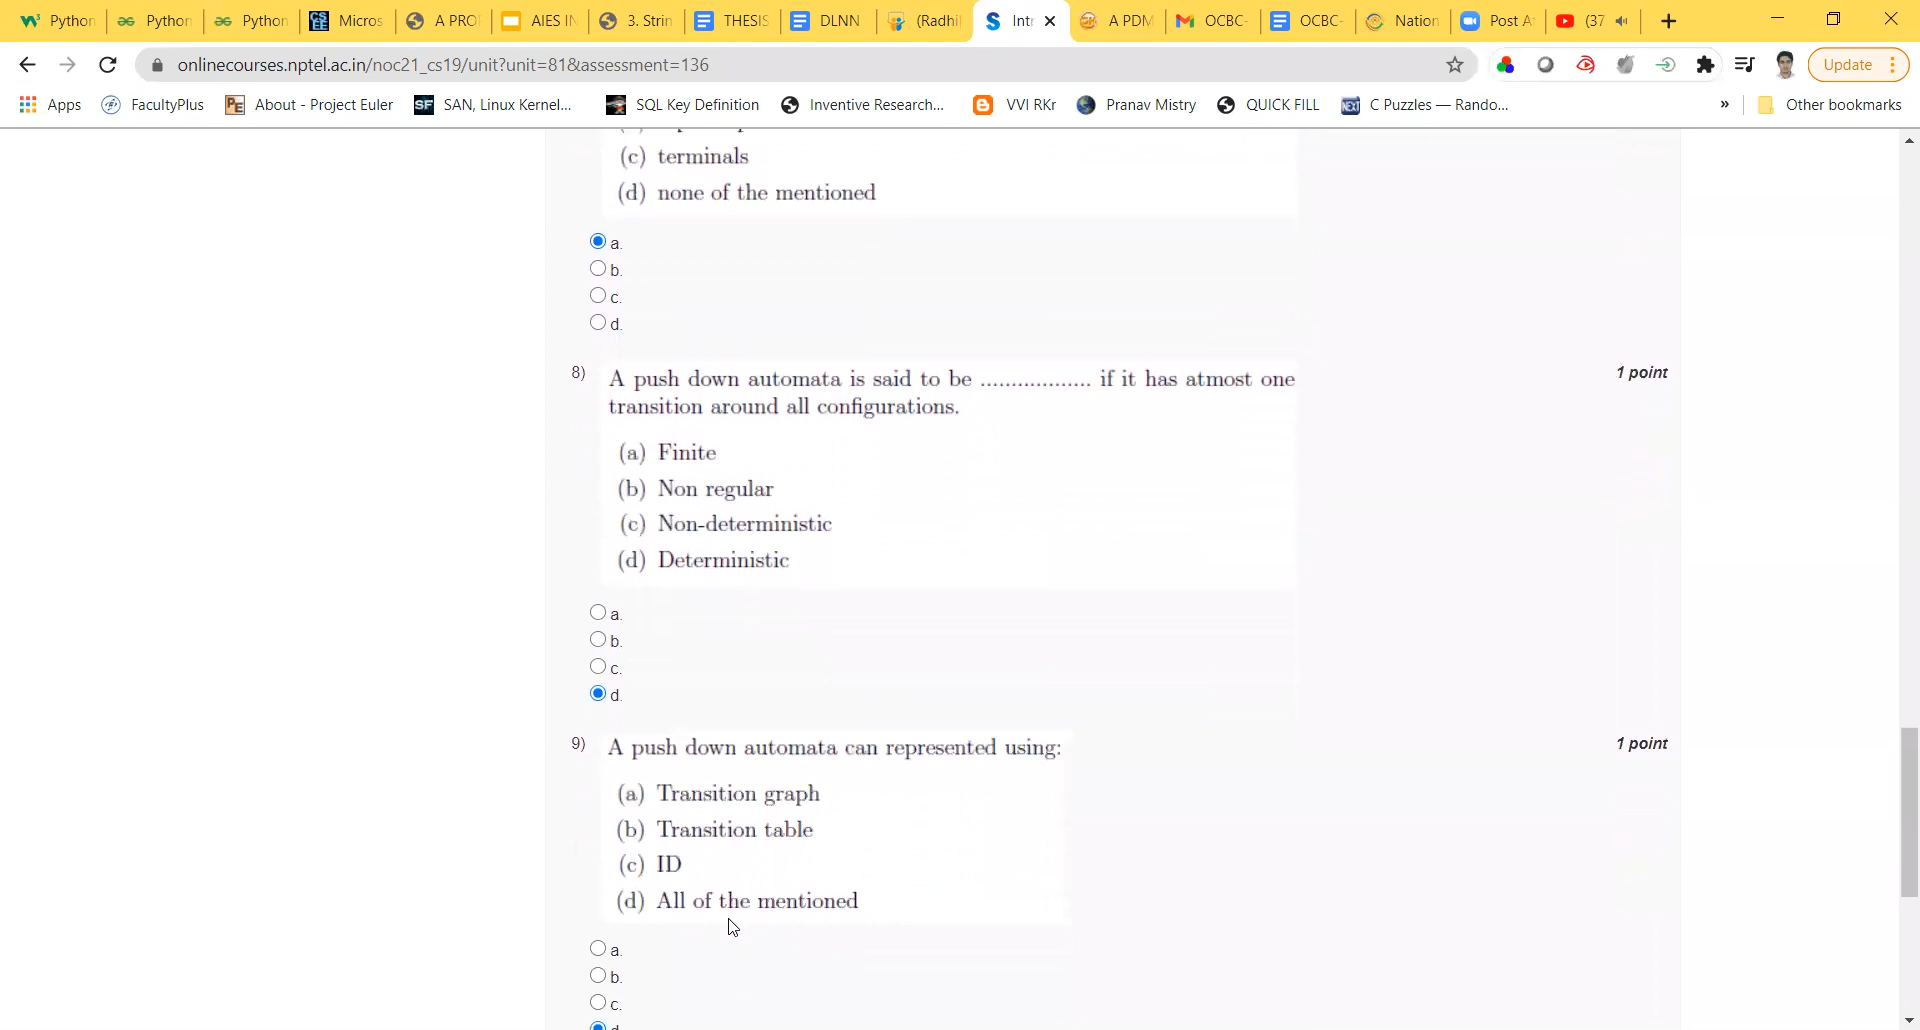 Python
Python
Python
Micros
A PRO
AIES IN
3. Strin
THESIS
DLNN
(Radhi
Intr
A PDM
OCBC-
OCBC-
Nation
Post A
(37
onlinecourses.nptel.ac.in/noc21_cs19/unit?unit=81&assessment=136
Update
Apps
FacultyPlus
About - Project Euler
SAN, Linux Kernel...
SQL Key Definition
Inventive Research...
VVI RKr
Pranav Mistry
QUICK FILL
C Puzzles — Rando...
»
Other bookmarks
(c) terminals
(d) none of the mentioned
a.
b.
c.
d.
8) A push down automata is said to be .................. if it has atmost one 1 point
transition around all configurations.
(a) Finite
(b) Non regular
(c) Non-deterministic
(d) Deterministic
a.
b.
c.
d.
9) A push down automata can represented using: 1 point
(a) Transition graph
(b) Transition table
(c) ID
(d) All of the mentioned
a.
b.
c.